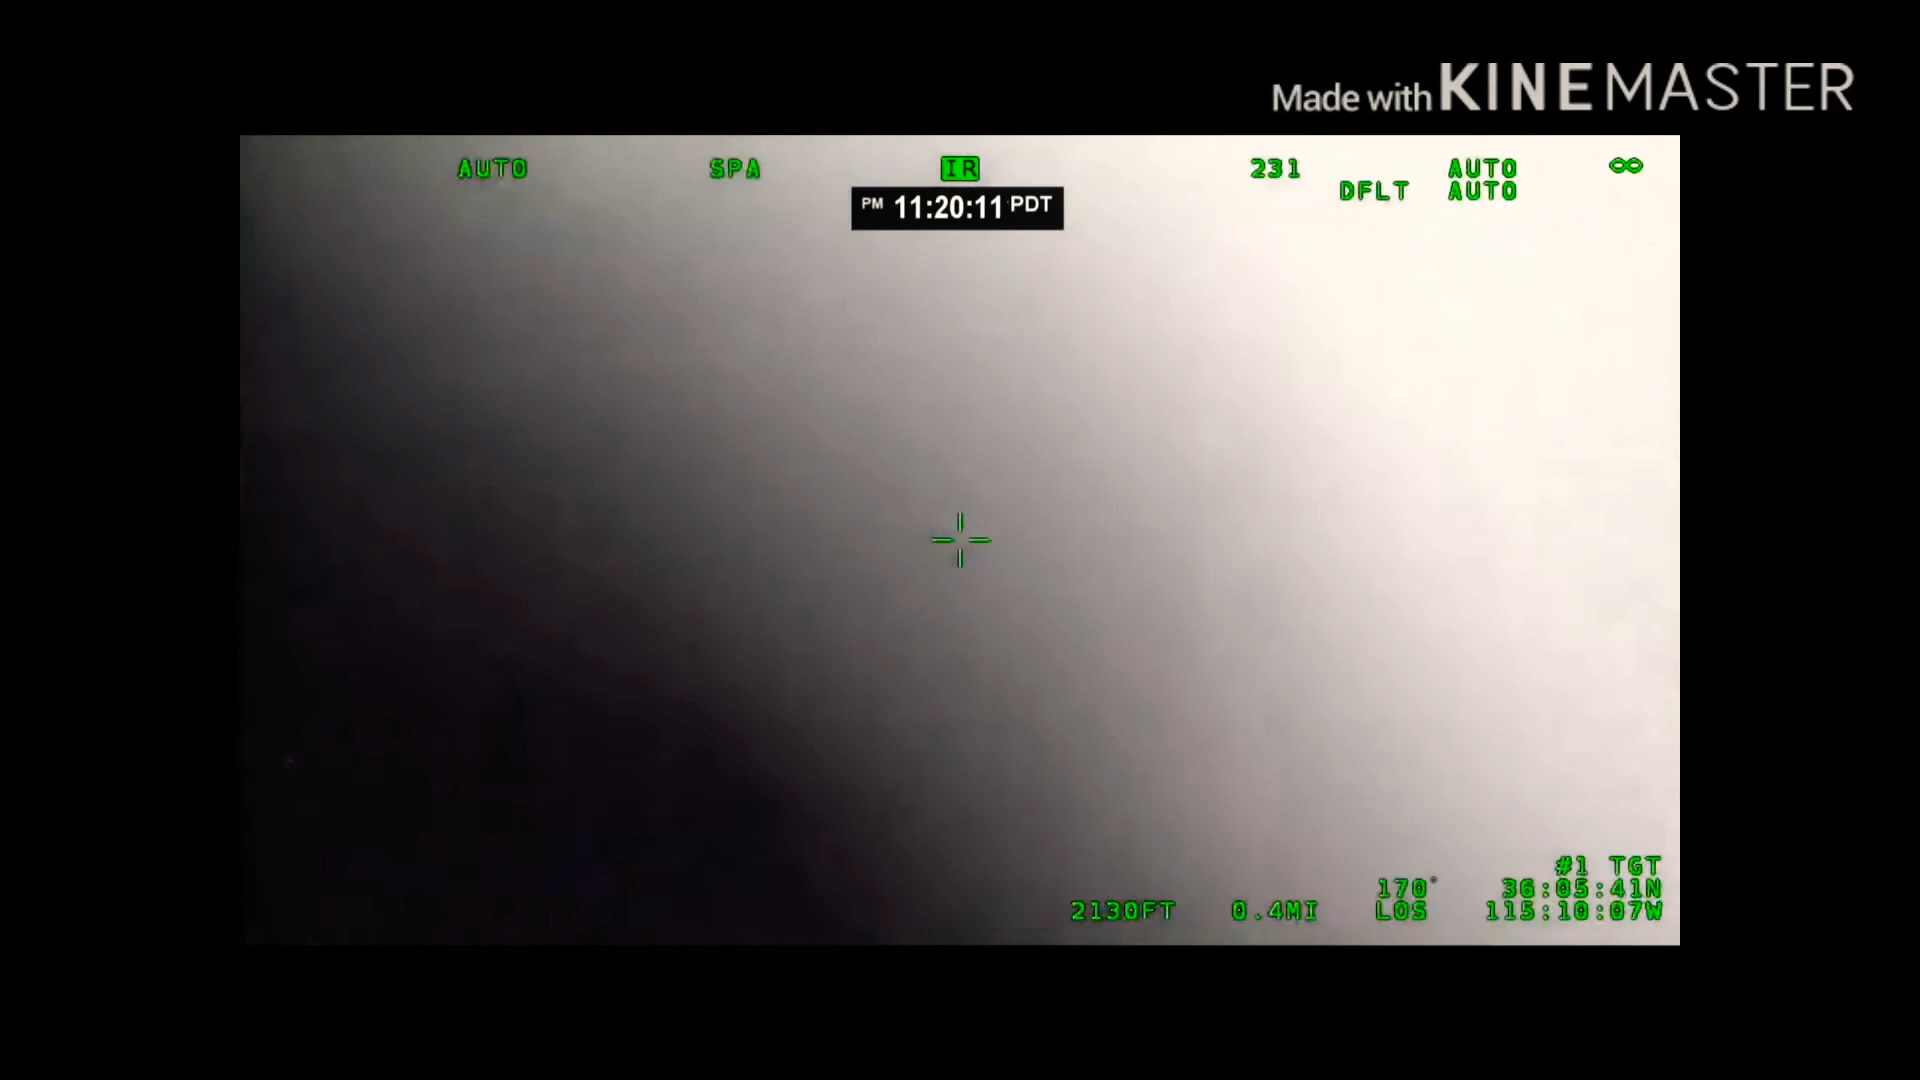 Made with KINEMASTER
AUTO SPA IR 231 AUTO ∞
DFLT AUTO
PM 11:20:11 PDT
#1 TGT
170° 36:05:41N
2130FT 0.4MI LOS 115:10:07W